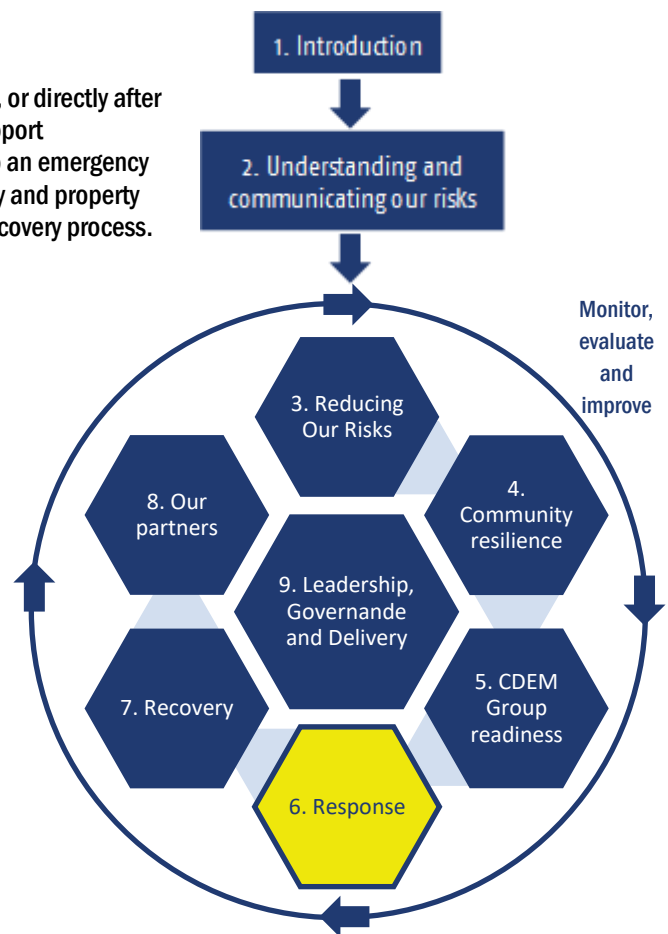 1. Introduction
, or directly after
pport
o an emergency
y and property
covery process.
2. Understanding and
communicating our risks
Monitor,
evaluate
and
improve
3. Reducing
Our Risks
4.
Community
resilience
8. Our
partners
9. Leadership,
Governande
and Delivery
5. CDEM
Group
readiness
7. Recovery
6. Response